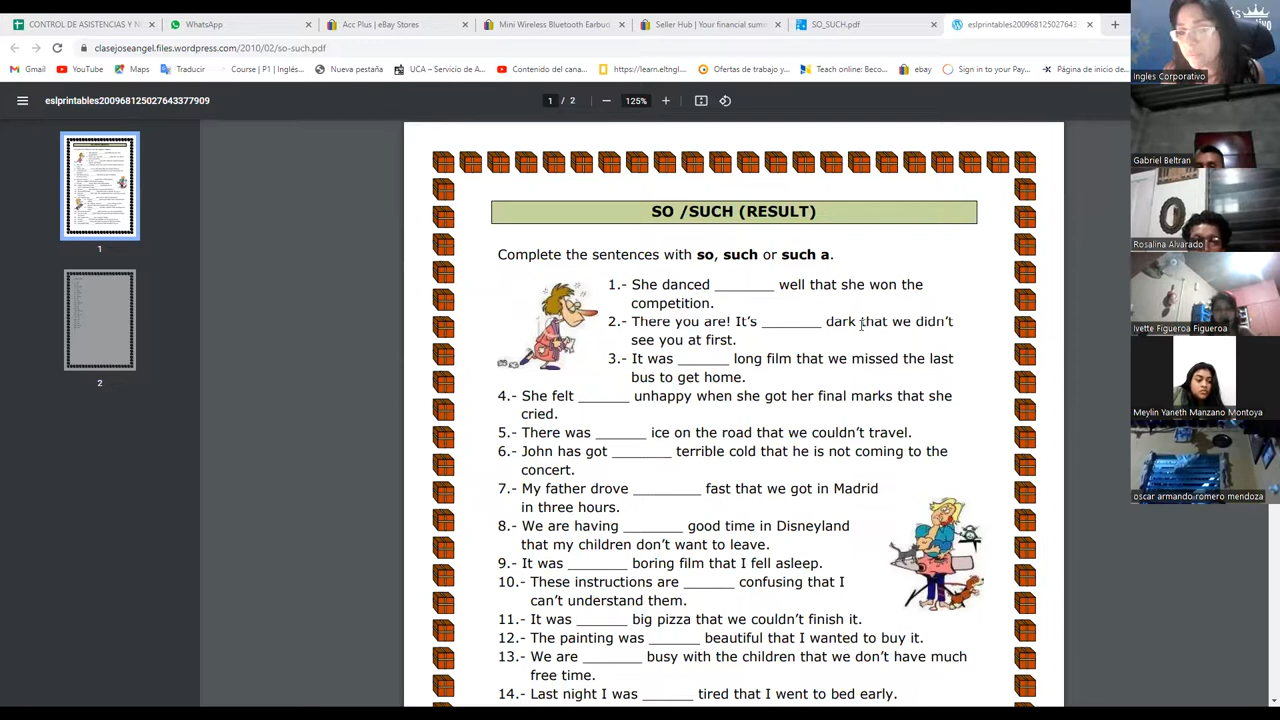 CONTROL DE ASISTENCIAS Y N
WhatsApp
Acc Plus | eBay Stores
Mini Wireless Bluetooth Earbud
Seller Hub | Your financial summ
SO_SUCH.pdf
eslprintables200968125027643
clasejoseangel.files.wordpress.com/2010/02/so-such.pdf
Gmail
YouTube
Maps
Traducir
Course | P1 | Inglés...
Nueva pestaña
UCA – Servicio de A...
Contenido del cana...
https://learn.eltngl....
Ofertas de trabajo y...
Teach online: Beco...
ebay
Sign in to your Pay...
Página de inicio de...
eslprintables200968125027643377909
1 / 2
125%
1
2
SO /SUCH (RESULT)
Complete the sentences with so, such or such a.
1.- She danced _______ well that she won the
competition.
2.- There you are! It's _______ dark that we didn't
see you at first.
3.- It was ______ long film that we missed the last
bus to get home.
4.- She felt ______ unhappy when she got her final marks that she
cried.
5.- There was ______ ice on the road that we couldn't travel.
6.- John has got _______ terrible cold that he is not coming to the
concert.
7.- My father drove ________ fast that we got in Madrid
in three hours.
8.- We are having _______ good time in Disneyland
that my children don't want to leave.
9.- It was _______ boring film that I fell asleep.
10.- These instructions are ______ confusing that I
can't understand them.
11.- It was ______ big pizza that we couldn't finish it.
12.- The painting was ______ beautiful that I wanted to buy it.
13.- We are _______ busy with the children that we don't have much
free time.
14.- Last night I was ______ tired that I went to bed early.
Ingles Corporativo
Gabriel Beltran
Rosalina Alvarado
Ivette Figueroa Figueroa
Meylin Yaneth Manzano Montoya
oscar armando romero mendoza